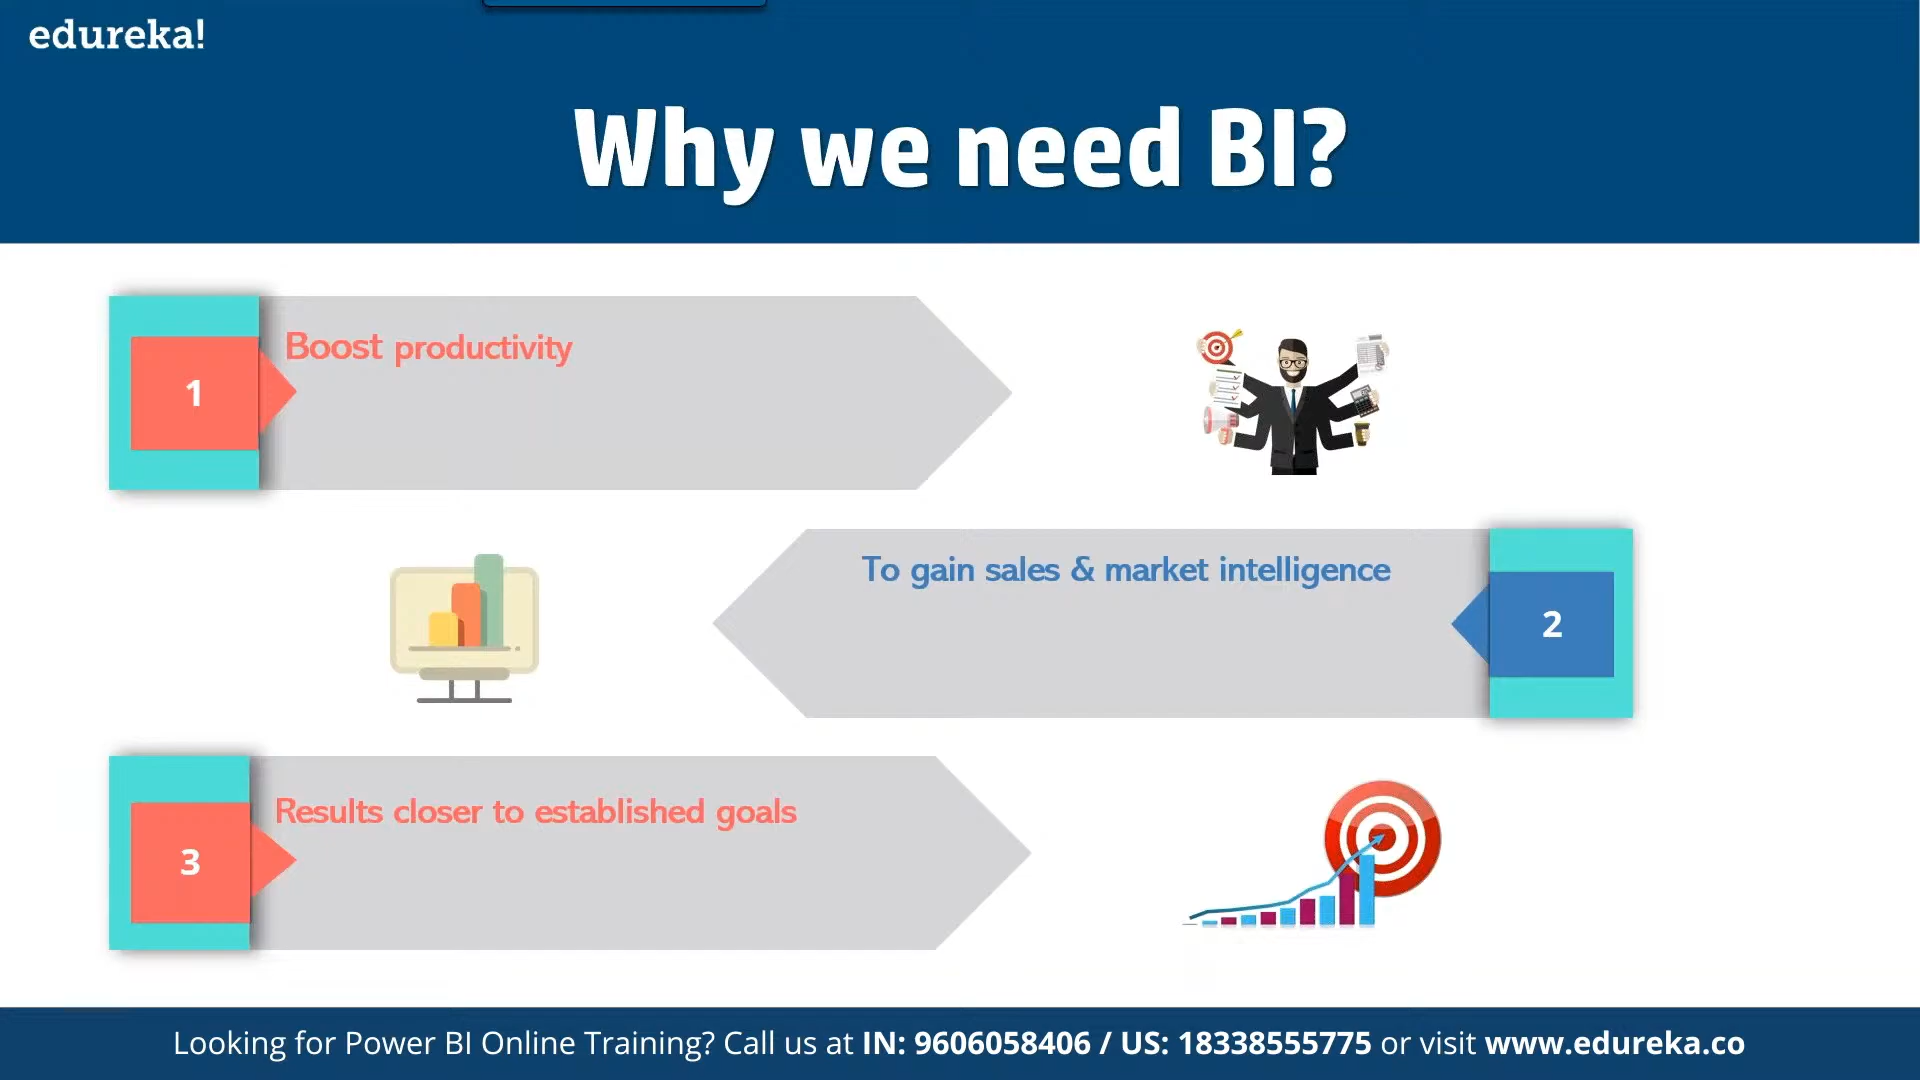 edureka!
Why we need BI?
1
Boost productivity
To gain sales & market intelligence
2
3
Results closer to established goals
Looking for Power BI Online Training? Call us at IN: 9606058406 / US: 18338555775 or visit www.edureka.co